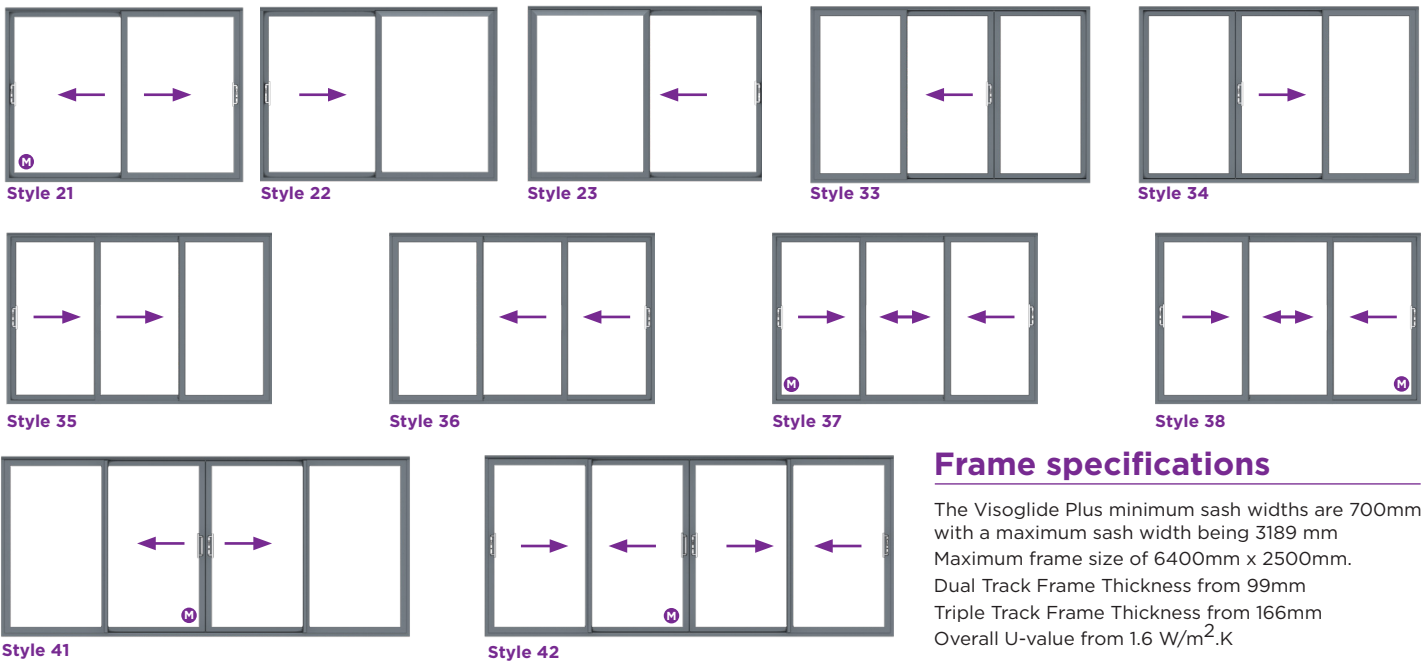 M
Style 21
Style 22
Style 23
Style 33
Style 34
Style 35
Style 36
M
Style 37
M
Style 38
M
Style 41
M
Style 42
Frame specifications
The Visoglide Plus minimum sash widths are 700mm
with a maximum sash width being 3189 mm
Maximum frame size of 6400mm x 2500mm.
Dual Track Frame Thickness from 99mm
Triple Track Frame Thickness from 166mm
Overall U-value from 1.6 W/m².K